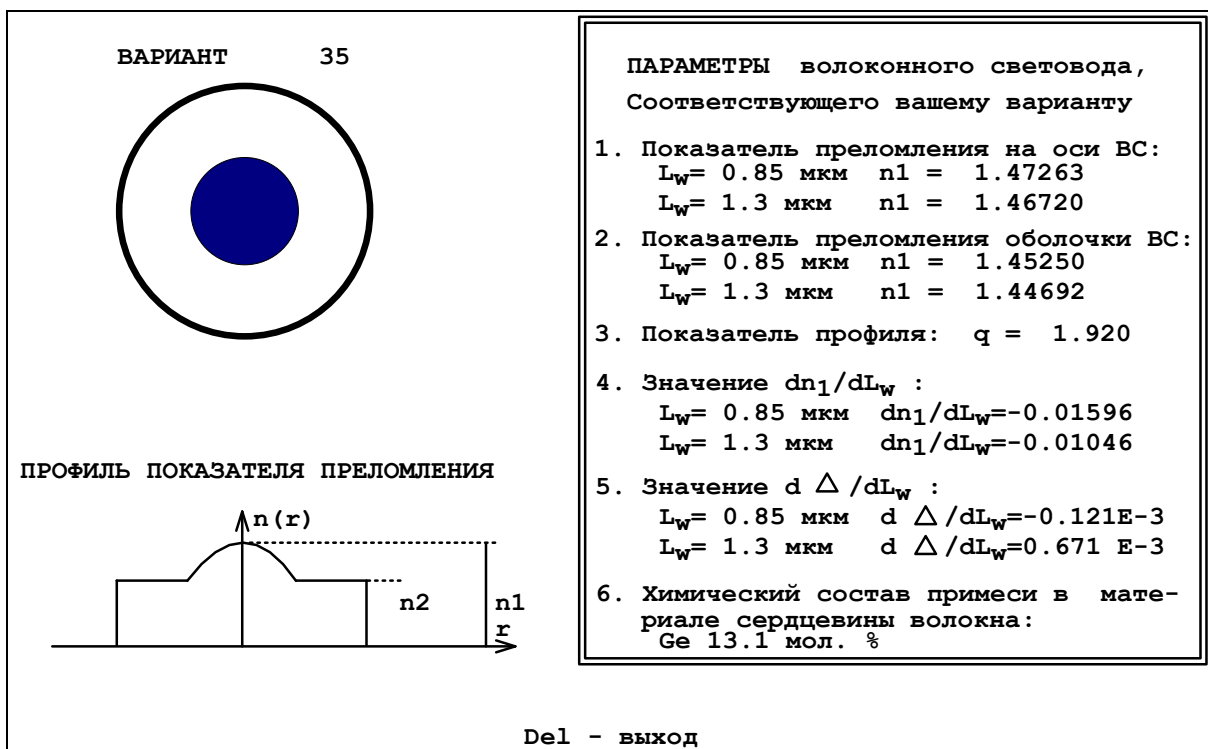 ВАРИАНТ 35
ПРОФИЛЬ ПОКАЗАТЕЛЯ ПРЕЛОМЛЕНИЯ
n(r)
n2
n1
r
ПАРАМЕТРЫ волоконного световода,
Соответствующего вашему варианту
1. Показатель преломления на оси ВС:
Lw= 0.85 мкм n1 = 1.47263
Lw= 1.3 мкм n1 = 1.46720
2. Показатель преломления оболочки ВС:
Lw= 0.85 мкм n1 = 1.45250
Lw= 1.3 мкм n1 = 1.44692
3. Показатель профиля: q = 1.920
4. Значение dn1/dLw :
Lw= 0.85 мкм dn1/dLw=-0.01596
Lw= 1.3 мкм dn1/dLw=-0.01046
5. Значение d △ /dLw :
Lw= 0.85 мкм d △ /dLw=-0.121E-3
Lw= 1.3 мкм d △ /dLw=0.671 E-3
6. Химический состав примеси в мате-
риале сердцевины волокна:
Ge 13.1 мол. %
Del - выход